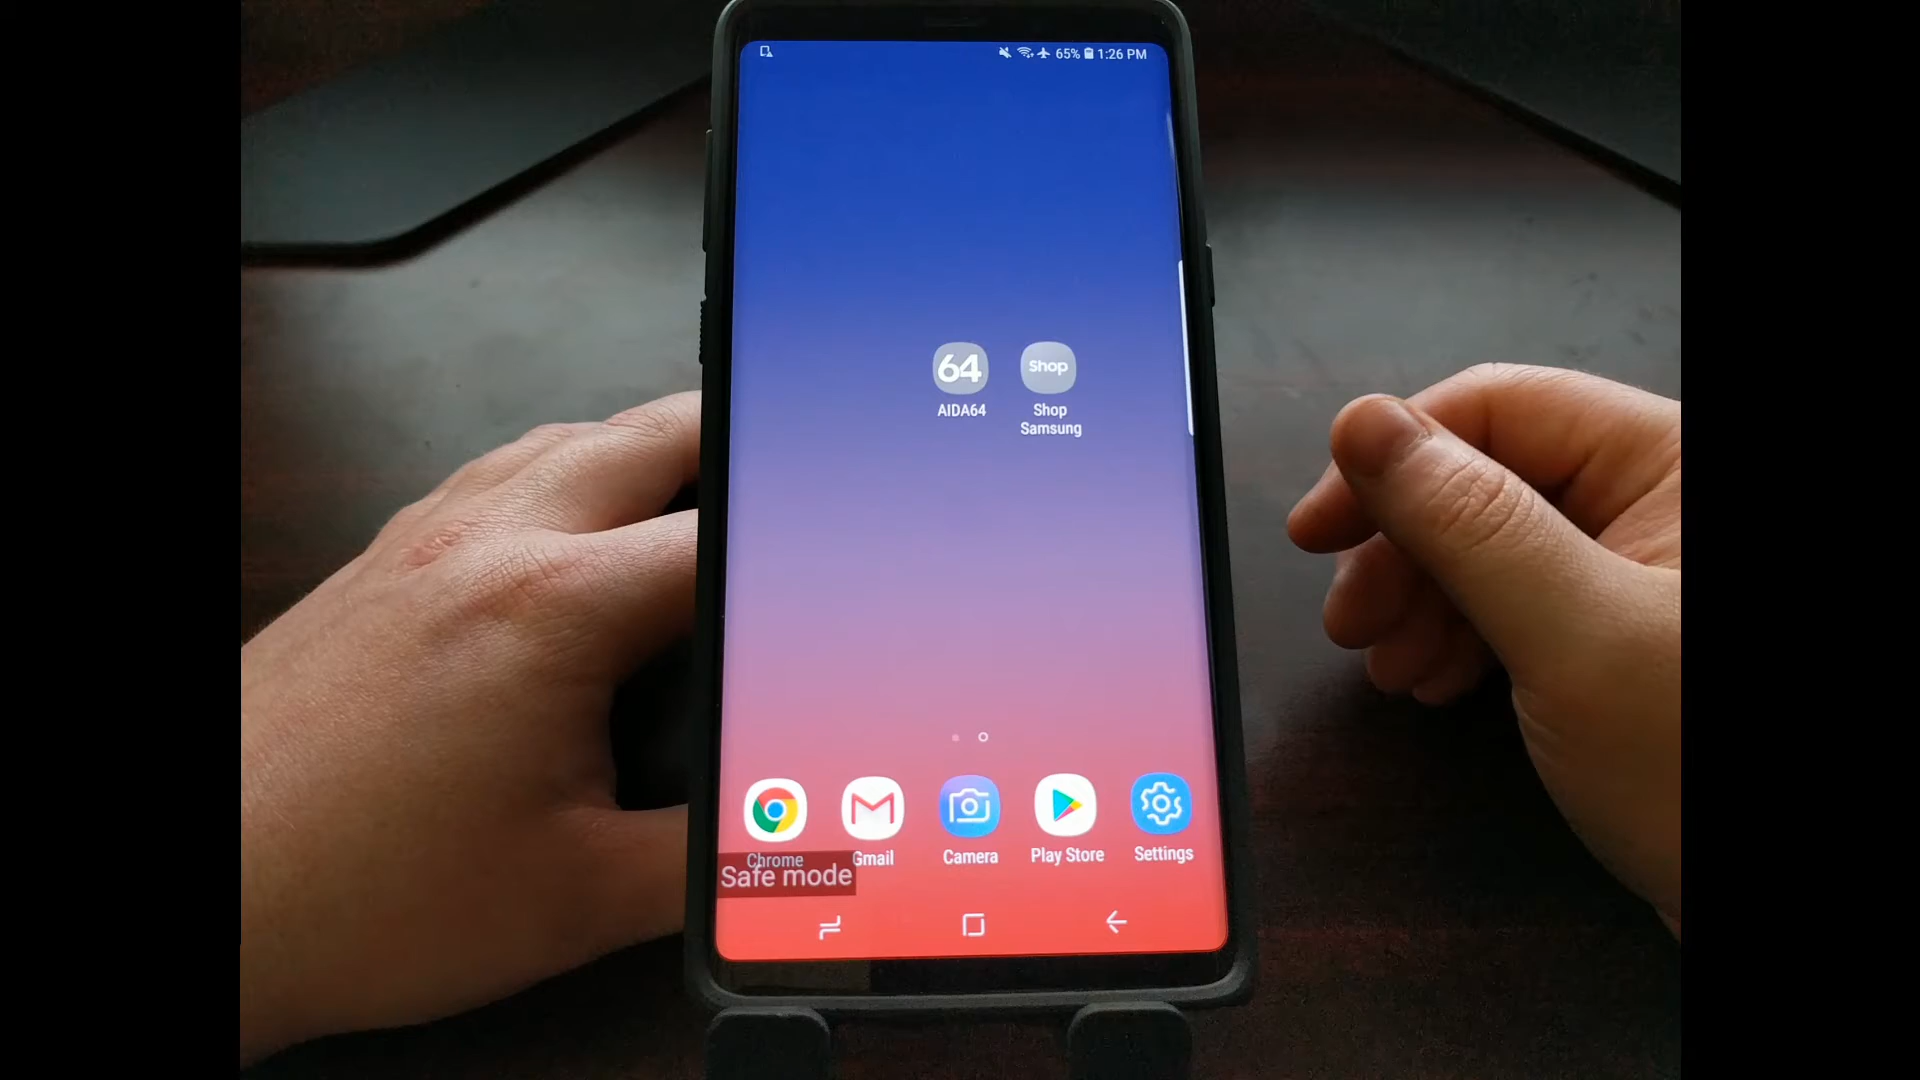 65% 1:26 PM
64
Shop
AIDA64
Shop
Samsung
Chrome
Gmail
Camera
Play Store
Settings
Safe mode